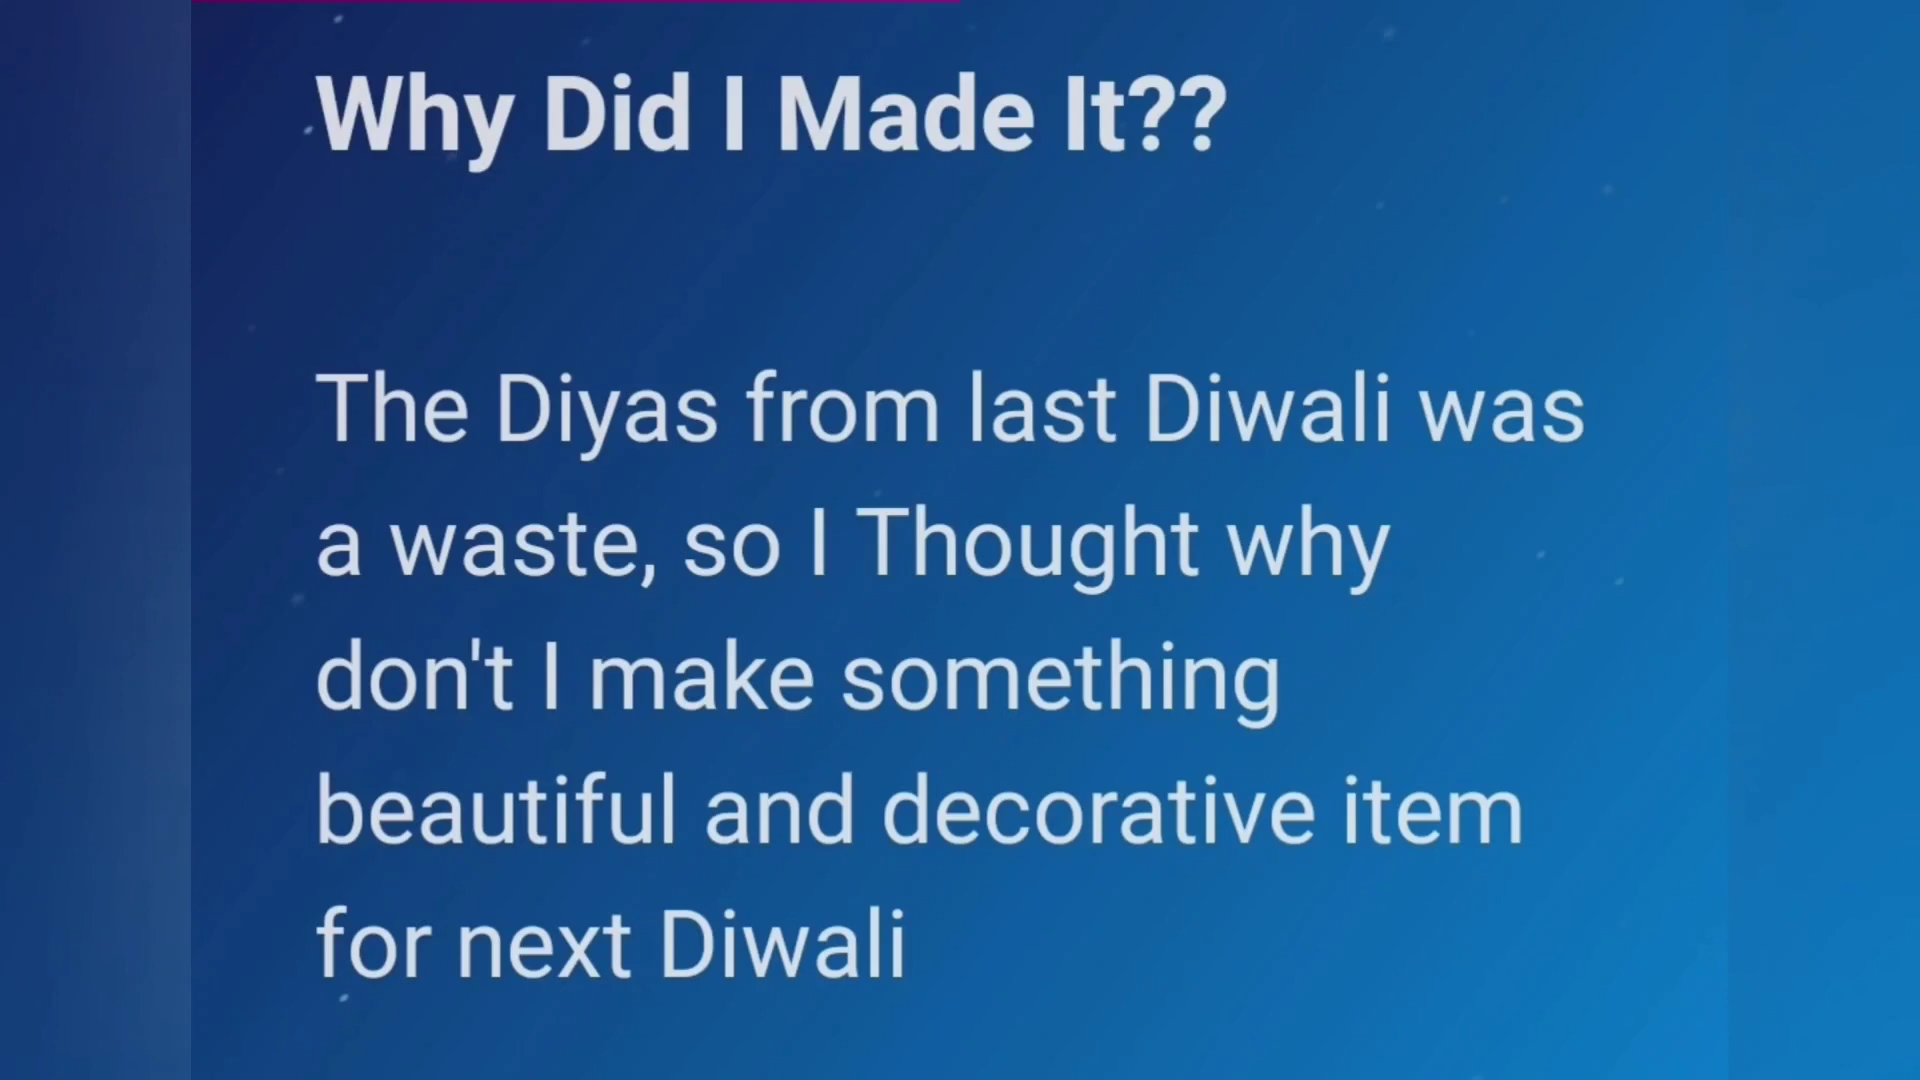 Why Did I Made It??
The Diyas from last Diwali was
a waste, so I Thought why
don't I make something
beautiful and decorative item
for next Diwali